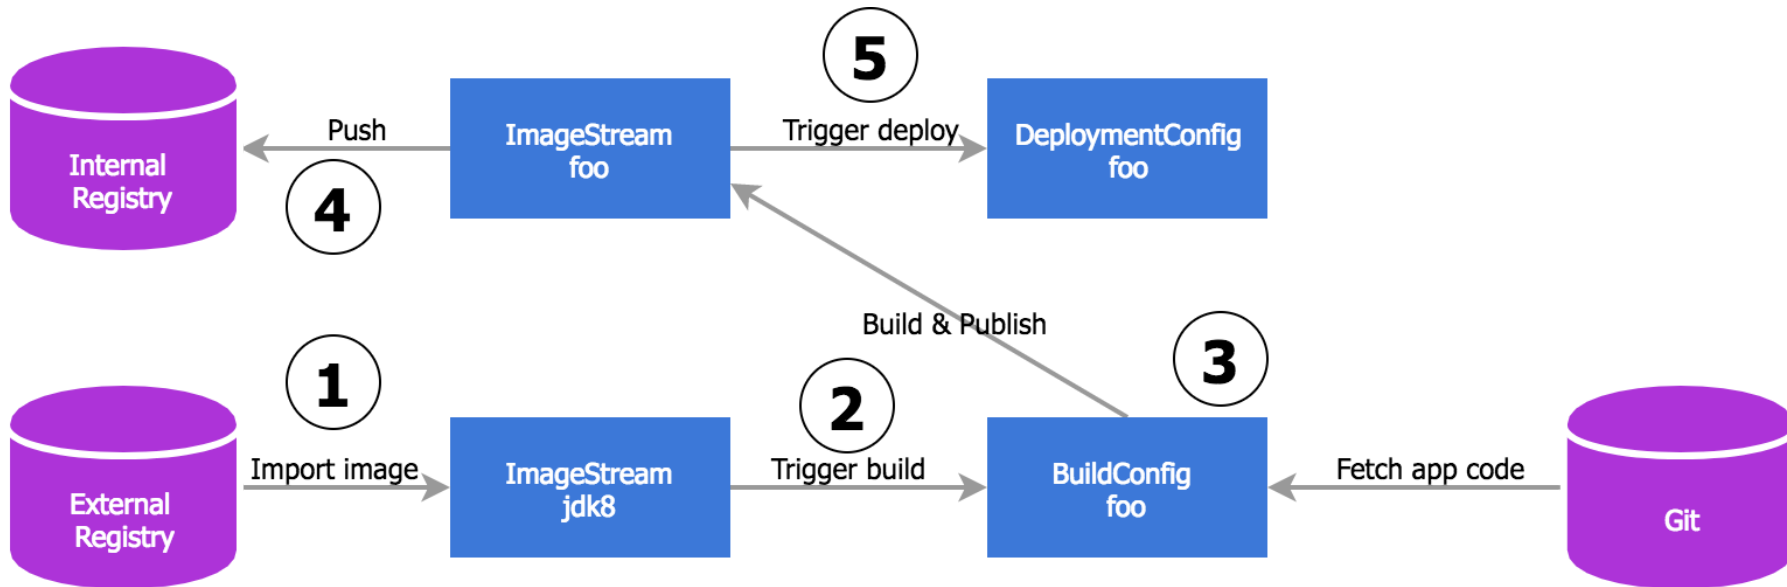 5
Push
ImageStream
foo
Trigger deploy
DeploymentConfig
foo
Internal
Registry
4
Build & Publish
3
1
2
Import image
ImageStream
jdk8
Trigger build
BuildConfig
foo
Fetch app code
External
Registry
Git